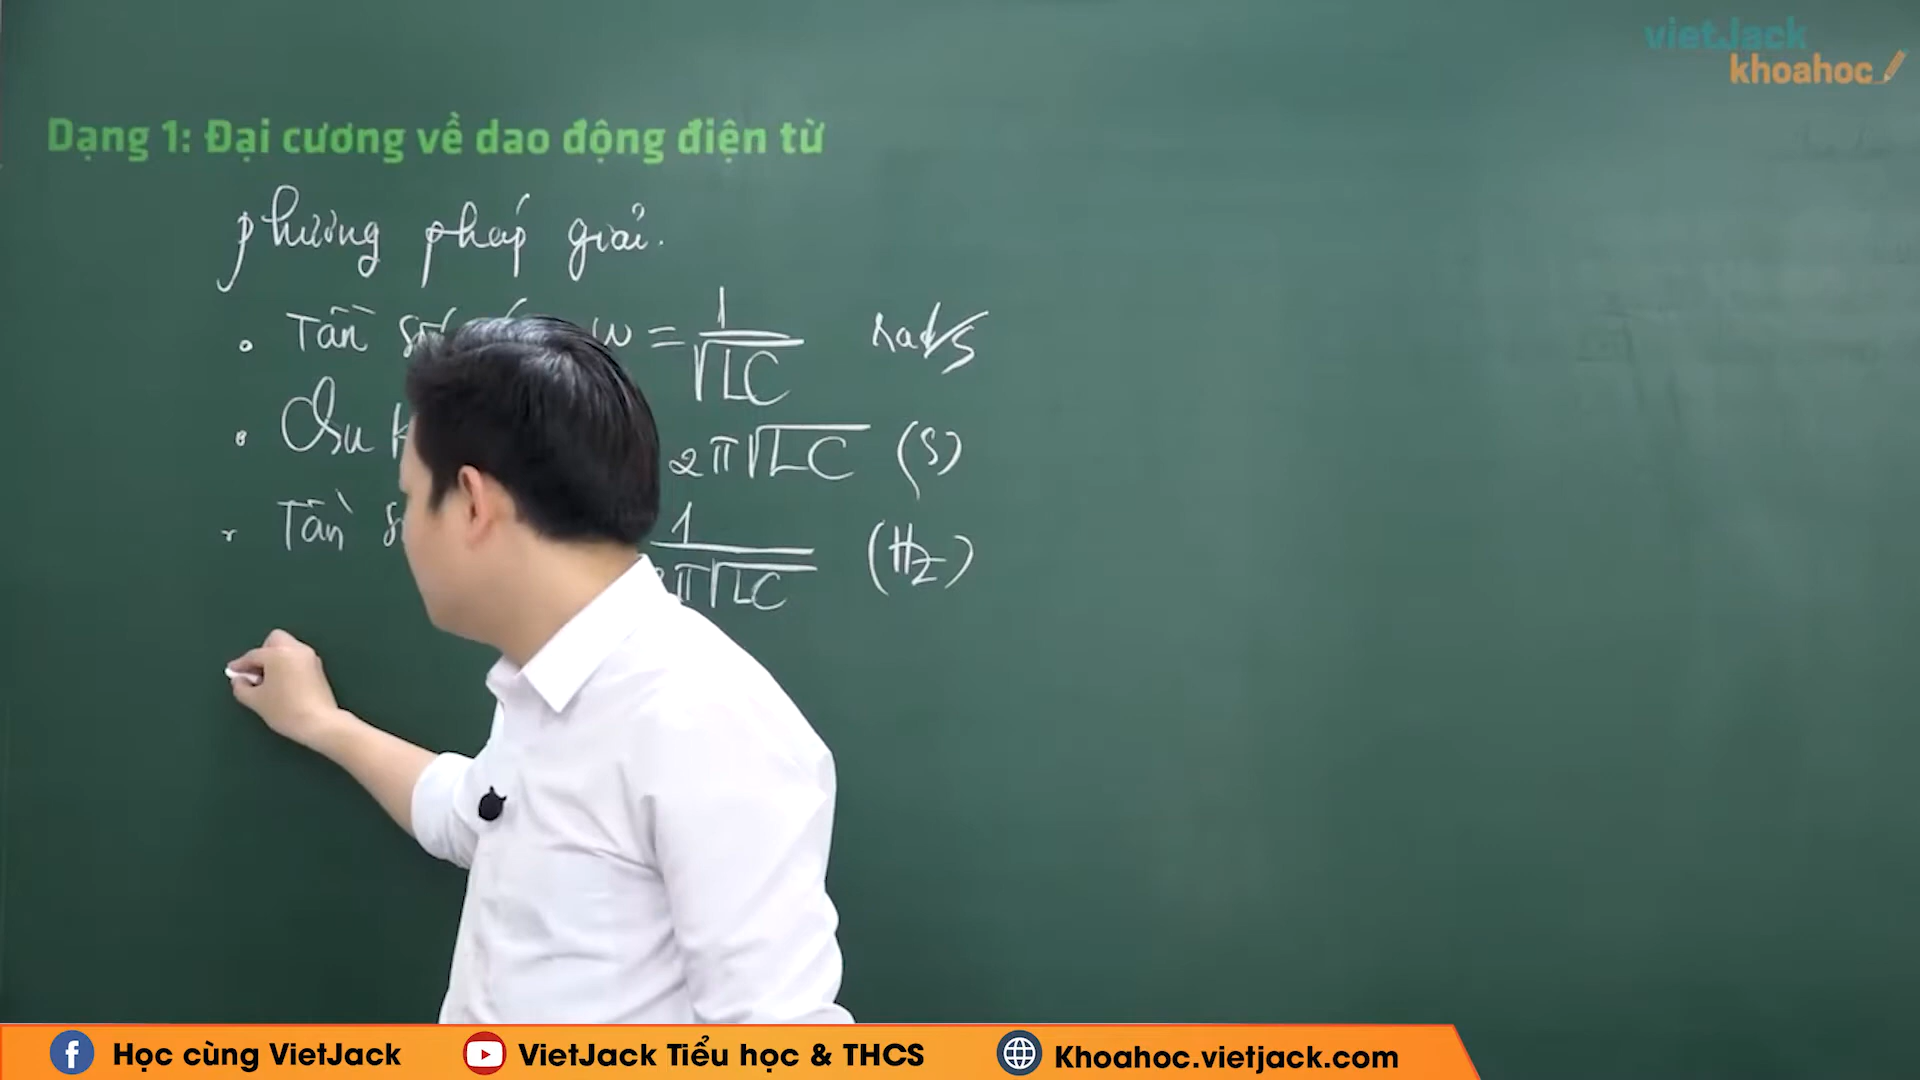 vietJack
khoahoc
Dạng 1: Đại cương về dao động điện từ
phương pháp giải.
• Tần số ω = 1/√LC rad/s
• Chu k 2π√LC (s)
Tần s 1/2π√LC (Hz)
Học cùng VietJack
VietJack Tiểu học & THCS
Khoahoc.vietjack.com